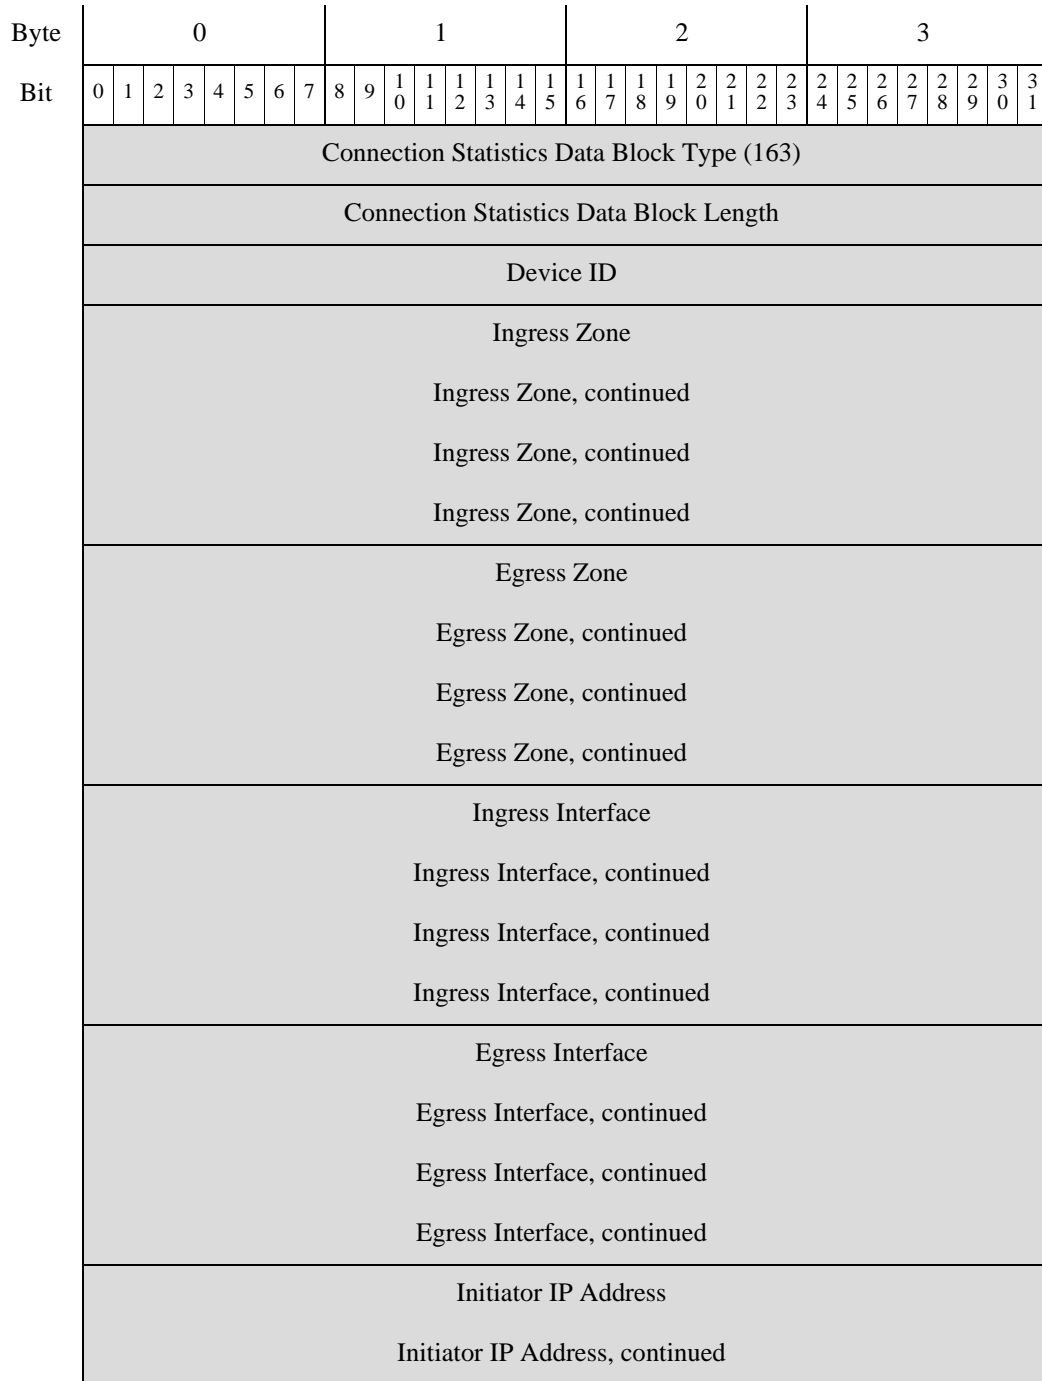 Byte 0 1 2 3
Bit 0 1 2 3 4 5 6 7 8 9 10 11 12 13 14 15 16 17 18 19 20 21 22 23 24 25 26 27 28 29 30 31
Connection Statistics Data Block Type (163)
Connection Statistics Data Block Length
Device ID
Ingress Zone
Ingress Zone, continued
Ingress Zone, continued
Ingress Zone, continued
Egress Zone
Egress Zone, continued
Egress Zone, continued
Egress Zone, continued
Ingress Interface
Ingress Interface, continued
Ingress Interface, continued
Ingress Interface, continued
Egress Interface
Egress Interface, continued
Egress Interface, continued
Egress Interface, continued
Initiator IP Address
Initiator IP Address, continued